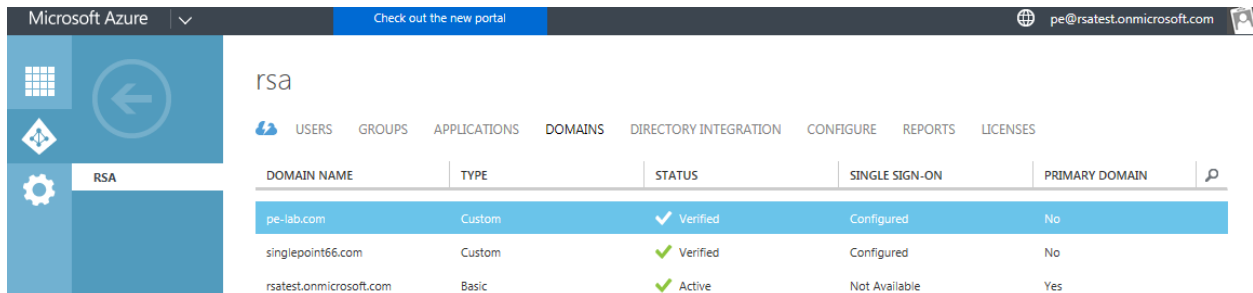 Microsoft Azure Check out the new portal pe@rsatest.onmicrosoft.com
rsa
USERS GROUPS APPLICATIONS DOMAINS DIRECTORY INTEGRATION CONFIGURE REPORTS LICENSES
RSA
DOMAIN NAME TYPE STATUS SINGLE SIGN-ON PRIMARY DOMAIN
pe-lab.com Custom Verified Configured No
singlepoint66.com Custom Verified Configured No
rsatest.onmicrosoft.com Basic Active Not Available Yes